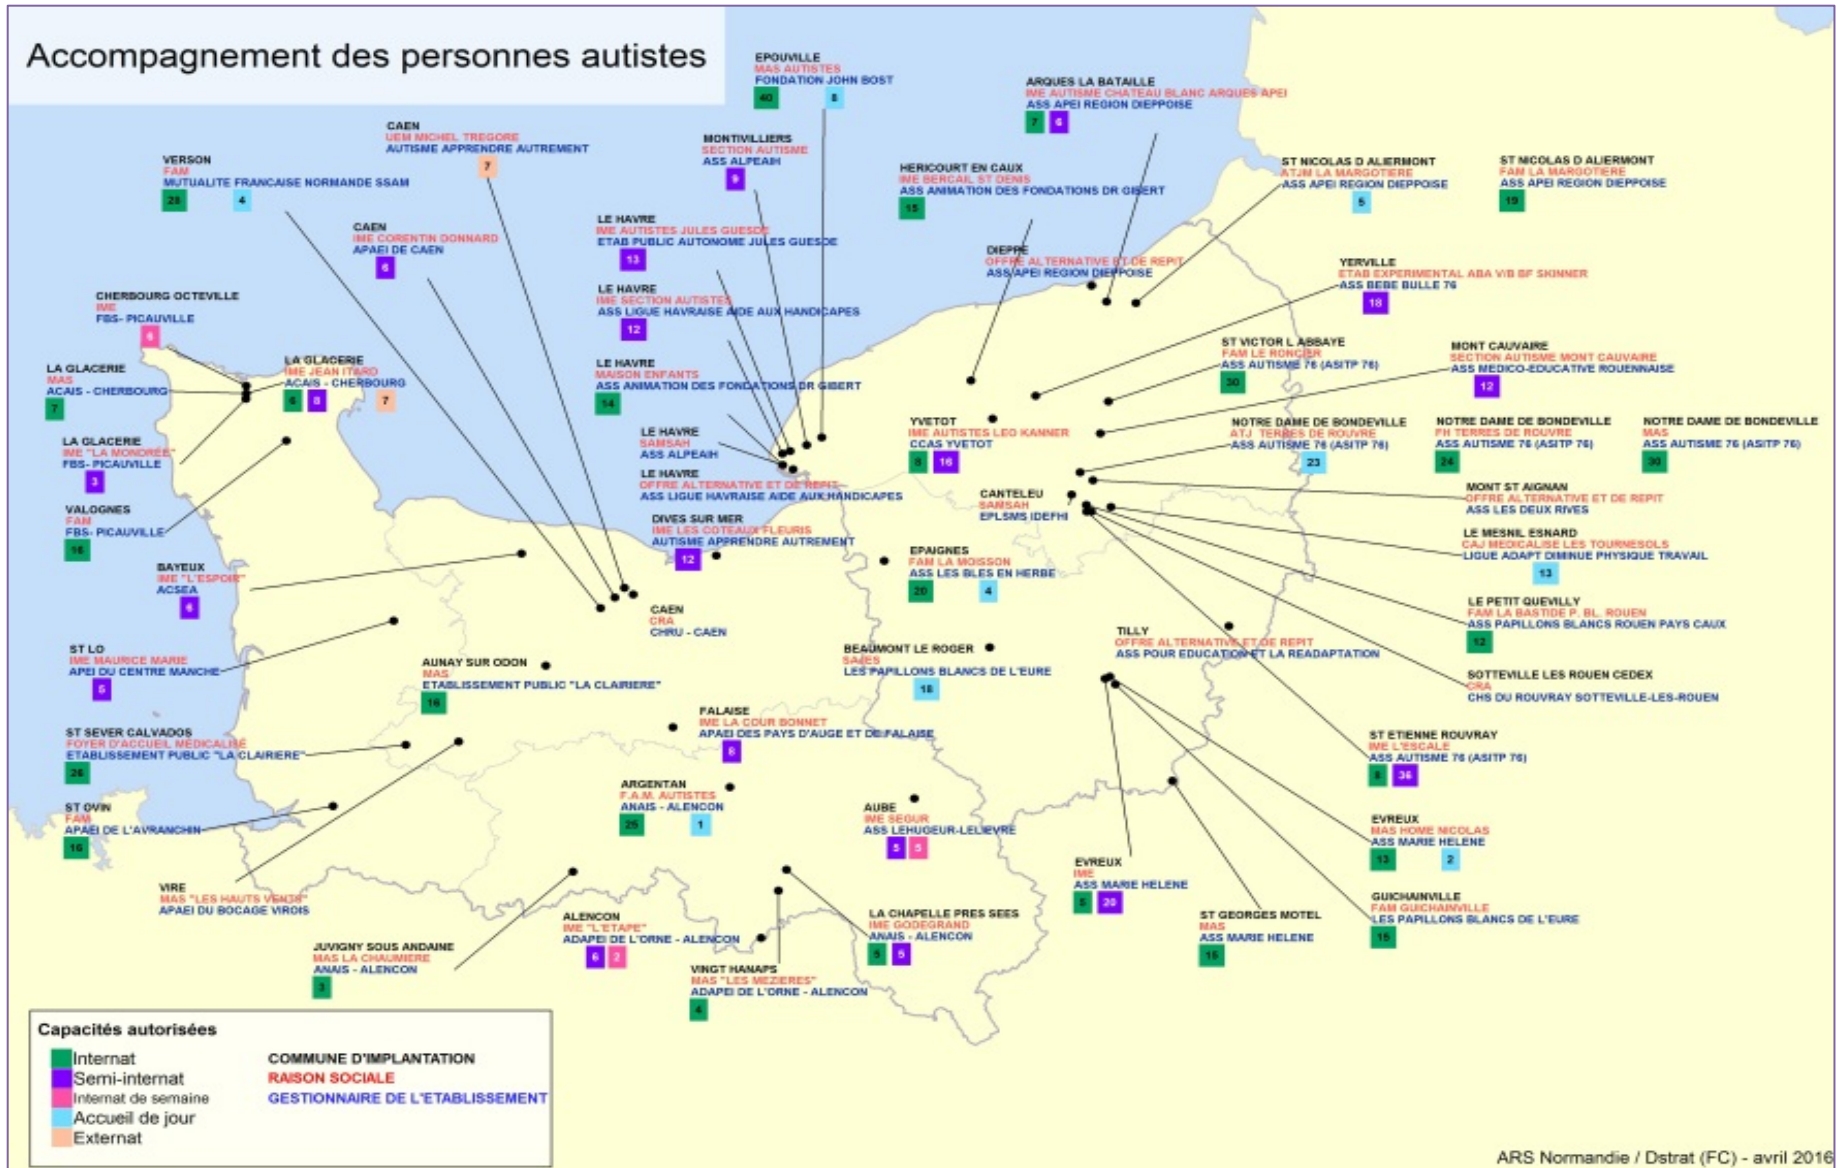 Accompagnement des personnes autistes
EPOUVILLE
MAS AUTISTES
FONDATION JOHN BOST
40 8
ARQUES LA BATAILLE
IME AUTISME CHATEAU BLANC ARQUES APEI
ASS APEI REGION DIEPPOISE
7 6
CAEN
UEM MICHEL TREGORE
AUTISME APPRENDRE AUTREMENT
7
MONTIVILLIERS
SECTION AUTISME
ASS ALPEAIH
9
VERSON
FAM
MUTUALITE FRANCAISE NORMANDE SSAM
28 4
HERICOURT EN CAUX
IME BERCAIL ST DENIS
ASS ANIMATION DES FONDATIONS DR GIBERT
15
ST NICOLAS D ALIERMONT
ATJM LA MARGOTIERE
ASS APEI REGION DIEPPOISE
5
ST NICOLAS D ALIERMONT
FAM LA MARGOTIERE
ASS APEI REGION DIEPPOISE
19
CAEN
IME CORENTIN DONNARD
APAEI DE CAEN
6
LE HAVRE
IME AUTISTES JULES GUESDE
ETAB PUBLIC AUTONOME JULES GUESDE
13
DIEPPE
OFFRE ALTERNATIVE ET DE REPIT
ASS APEI REGION DIEPPOISE
YERVILLE
ETAB EXPERIMENTAL ABA V/B BF SKINNER
ASS BEBE BULLE 76
18
CHERBOURG OCTEVILLE
IME
FBS- PICAUVILLE
6
LE HAVRE
IME SECTION AUTISTES
ASS LIGUE HAVRAISE AIDE AUX HANDICAPES
12
LA GLACERIE
MAS
ACAIS - CHERBOURG
7
LA GLACERIE
IME JEAN ITARD
ACAIS - CHERBOURG
6 8 7
LE HAVRE
MAISON ENFANTS
ASS ANIMATION DES FONDATIONS DR GIBERT
14
ST VICTOR L ABBAYE
FAM LE RONCIER
ASS AUTISME 76 (ASITP 76)
30
MONT CAUVAIRE
SECTION AUTISME MONT CAUVAIRE
ASS MEDICO-EDUCATIVE ROUENNAISE
12
LA GLACERIE
IME "LA MONDRÉE"
FBS- PICAUVILLE
3
LE HAVRE
SAMSAH
ASS ALPEAIH
YVETOT
IME AUTISTES LEO KANNER
CCAS YVETOT
8 16
NOTRE DAME DE BONDEVILLE
ATJ TERRES DE ROUVRE
ASS AUTISME 76 (ASITP 76)
23
NOTRE DAME DE BONDEVILLE
FH TERRES DE ROUVRE
ASS AUTISME 76 (ASITP 76)
24
NOTRE DAME DE BONDEVILLE
MAS
ASS AUTISME 76 (ASITP 76)
30
LE HAVRE
OFFRE ALTERNATIVE ET DE REPIT
ASS LIGUE HAVRAISE AIDE AUX HANDICAPES
CANTELEU
SAMSAH
EPLSMS IDEFHI
MONT ST AIGNAN
OFFRE ALTERNATIVE ET DE REPIT
ASS LES DEUX RIVES
VALOGNES
FAM
FBS- PICAUVILLE
16
DIVES SUR MER
IME LES COTEAUX FLEURIS
AUTISME APPRENDRE AUTREMENT
12
LE MESNIL ESNARD
CAJ MEDICALISE LES TOURNESOLS
LIGUE ADAPT DIMINUE PHYSIQUE TRAVAIL
13
BAYEUX
IME "L'ESPOIR"
ACSEA
6
EPAIGNES
FAM LA MOISSON
ASS LES BLES EN HERBE
20 4
CAEN
CRA
CHRU - CAEN
LE PETIT QUEVILLY
FAM LA BASTIDE P. BL. ROUEN
ASS PAPILLONS BLANCS ROUEN PAYS CAUX
12
ST LO
IME MAURICE MARIE
APEI DU CENTRE MANCHE
5
AUNAY SUR ODON
MAS
ETABLISSEMENT PUBLIC "LA CLAIRIERE"
16
BEAUMONT LE ROGER
SAJES
LES PAPILLONS BLANCS DE L'EURE
18
TILLY
OFFRE ALTERNATIVE ET DE REPIT
ASS POUR EDUCATION ET LA READAPTATION
SOTTEVILLE LES ROUEN CEDEX
CRA
CHS DU ROUVRAY SOTTEVILLE-LES-ROUEN
ST SEVER CALVADOS
FOYER D'ACCUEIL MÉDICALISÉ
ETABLISSEMENT PUBLIC "LA CLAIRIERE"
26
FALAISE
IME LA COUR BONNET
APAEI DES PAYS D'AUGE ET DE FALAISE
8
ST ETIENNE ROUVRAY
IME L'ESCALE
ASS AUTISME 76 (ASITP 76)
8 36
ST OVIN
FAM
APAEI DE L'AVRANCHIN
16
ARGENTAN
F.A.M. AUTISTES
ANAIS - ALENCON
25 1
AUBE
IME SEGUR
ASS LEHUGEUR-LELIEVRE
5 5
EVREUX
MAS HOME NICOLAS
ASS MARIE HELENE
13 2
VIRE
MAS "LES HAUTS VENTS"
APAEI DU BOCAGE VIROIS
EVREUX
IME
ASS MARIE HELENE
5 20
GUICHAINVILLE
FAM GUICHAINVILLE
LES PAPILLONS BLANCS DE L'EURE
15
JUVIGNY SOUS ANDAINE
MAS LA CHAUMIÈRE
ANAIS - ALENCON
3
ALENCON
IME "L'ETAPE"
ADAPEI DE L'ORNE - ALENCON
6 2
LA CHAPELLE PRES SEES
IME GODEGRAND
ANAIS - ALENCON
5 5
ST GEORGES MOTEL
MAS
ASS MARIE HELENE
15
VINGT HANAPS
MAS "LES MEZIERES"
ADAPEI DE L'ORNE - ALENCON
4
Capacités autorisées
Internat
Semi-internat
Internat de semaine
Accueil de jour
Externat
COMMUNE D'IMPLANTATION
RAISON SOCIALE
GESTIONNAIRE DE L'ETABLISSEMENT
ARS Normandie / Dstrat (FC) - avril 2016